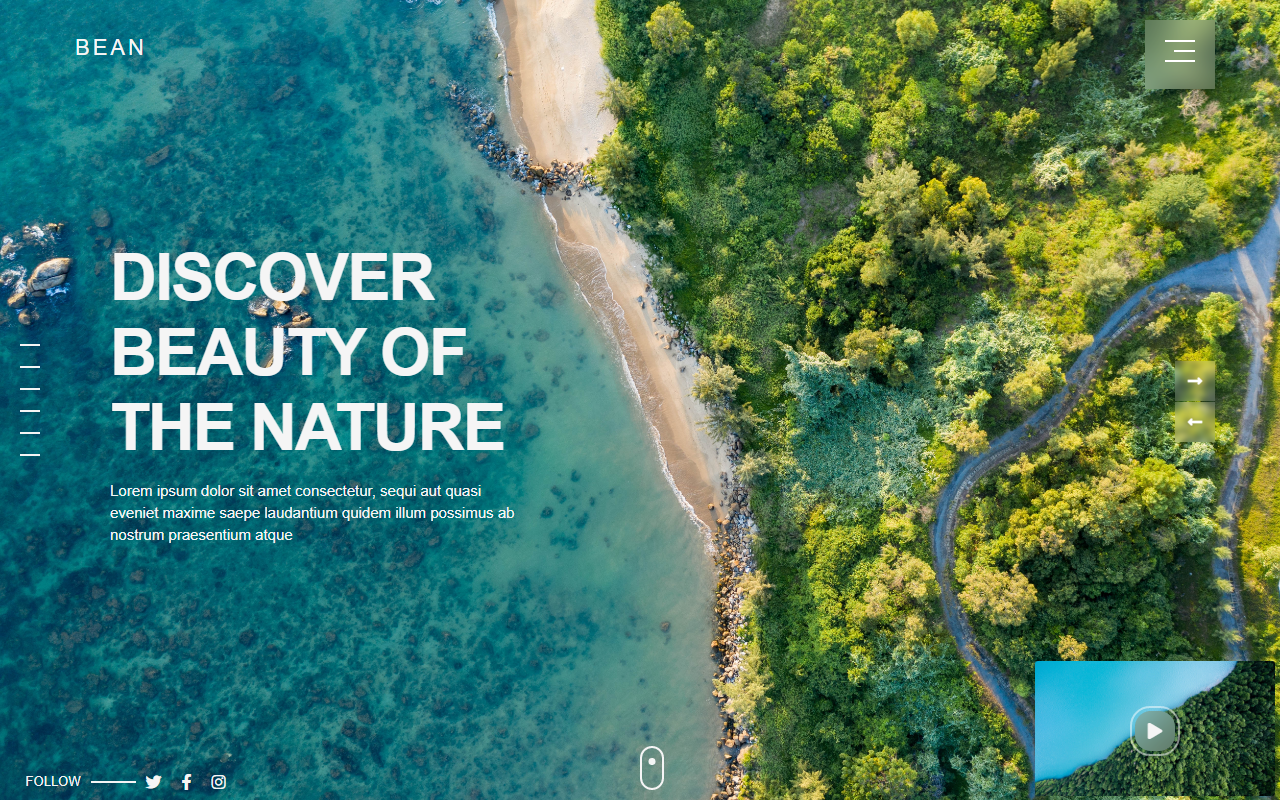 BEAN
DISCOVER
BEAUTY OF
THE NATURE
Lorem ipsum dolor sit amet consectetur, sequi aut quasi
eveniet maxime saepe laudantium quidem illum possimus ab
nostrum praesentium atque
FOLLOW